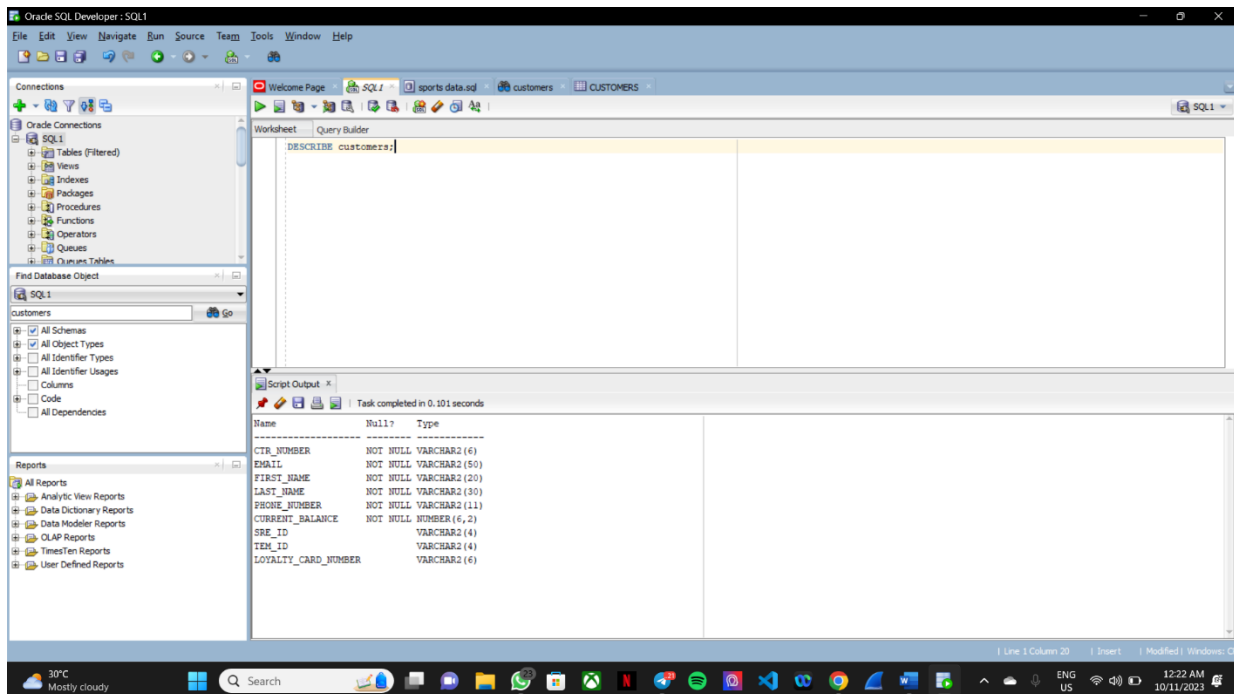 Oracle SQL Developer : SQL1
File Edit View Navigate Run Source Team Tools Window Help
Connections
Oracle Connections
SQL1
Tables (Filtered)
Views
Indexes
Packages
Procedures
Functions
Operators
Queues
Queues Tables
Find Database Object
SQL1
customers Go
All Schemas
All Object Types
All Identifier Types
All Identifier Usages
Columns
Code
All Dependencies
Reports
All Reports
Analytic View Reports
Data Dictionary Reports
Data Modeler Reports
OLAP Reports
TimesTen Reports
User Defined Reports
Welcome Page SQL1 sports data.sql customers CUSTOMERS
SQL1
Worksheet Query Builder
DESCRIBE customers;
Script Output
Task completed in 0.101 seconds
Name Null? Type
------------------- -------- ------------
CTR_NUMBER NOT NULL VARCHAR2(6)
EMAIL NOT NULL VARCHAR2(50)
FIRST_NAME NOT NULL VARCHAR2(20)
LAST_NAME NOT NULL VARCHAR2(30)
PHONE_NUMBER NOT NULL VARCHAR2(11)
CURRENT_BALANCE NOT NULL NUMBER(6,2)
SRE_ID VARCHAR2(4)
TEM_ID VARCHAR2(4)
LOYALTY_CARD_NUMBER VARCHAR2(6)
Line 1 Column 20 Insert Modified Windows: C
30°C
Mostly cloudy
Search
23
ENG
US
12:22 AM
10/11/2023